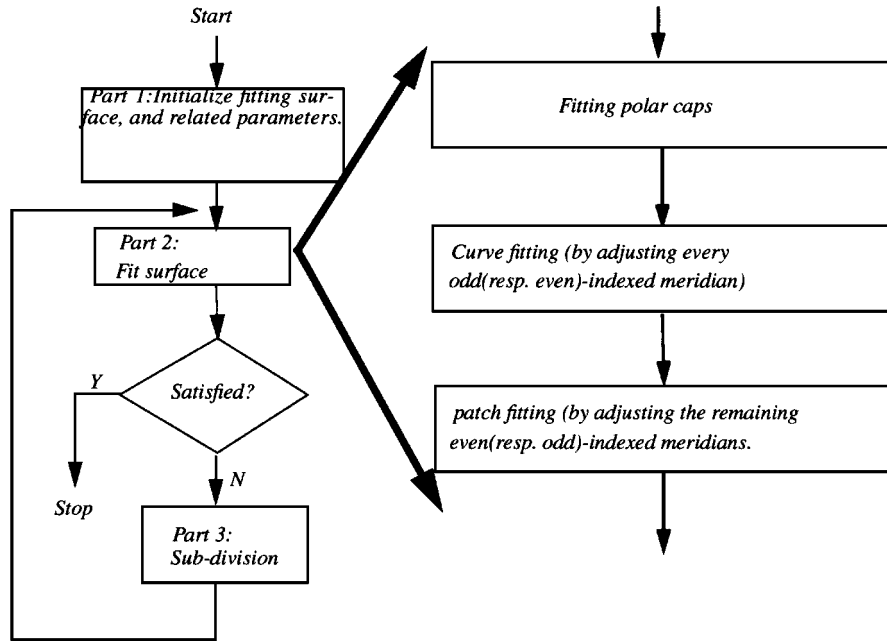 Start
Part 1:Initialize fitting sur-
face, and related parameters.
Part 2:
Fit surface
Satisfied?
Y
N
Stop
Part 3:
Sub-division
Fitting polar caps
Curve fitting (by adjusting every
odd(resp. even)-indexed meridian)
patch fitting (by adjusting the remaining
even(resp. odd)-indexed meridians.